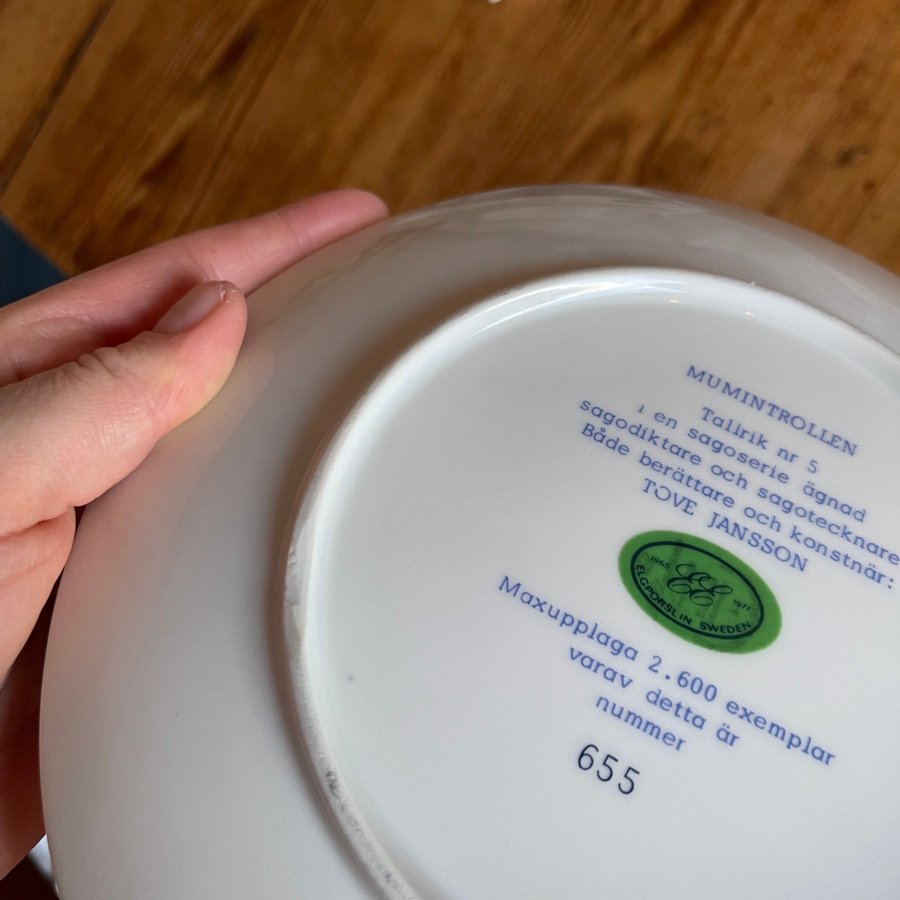 MUMINTROLLEN
Tallrik nr 5
i en sagoserie ägnad
sagodiktare och sagotecknare
Både berättare och konstnär:
TOVE JANSSON
1965 EE 1977
ELGPORSLIN SWEDEN
Maxupplaga 2.600 exemplar
varav detta är
nummer
655